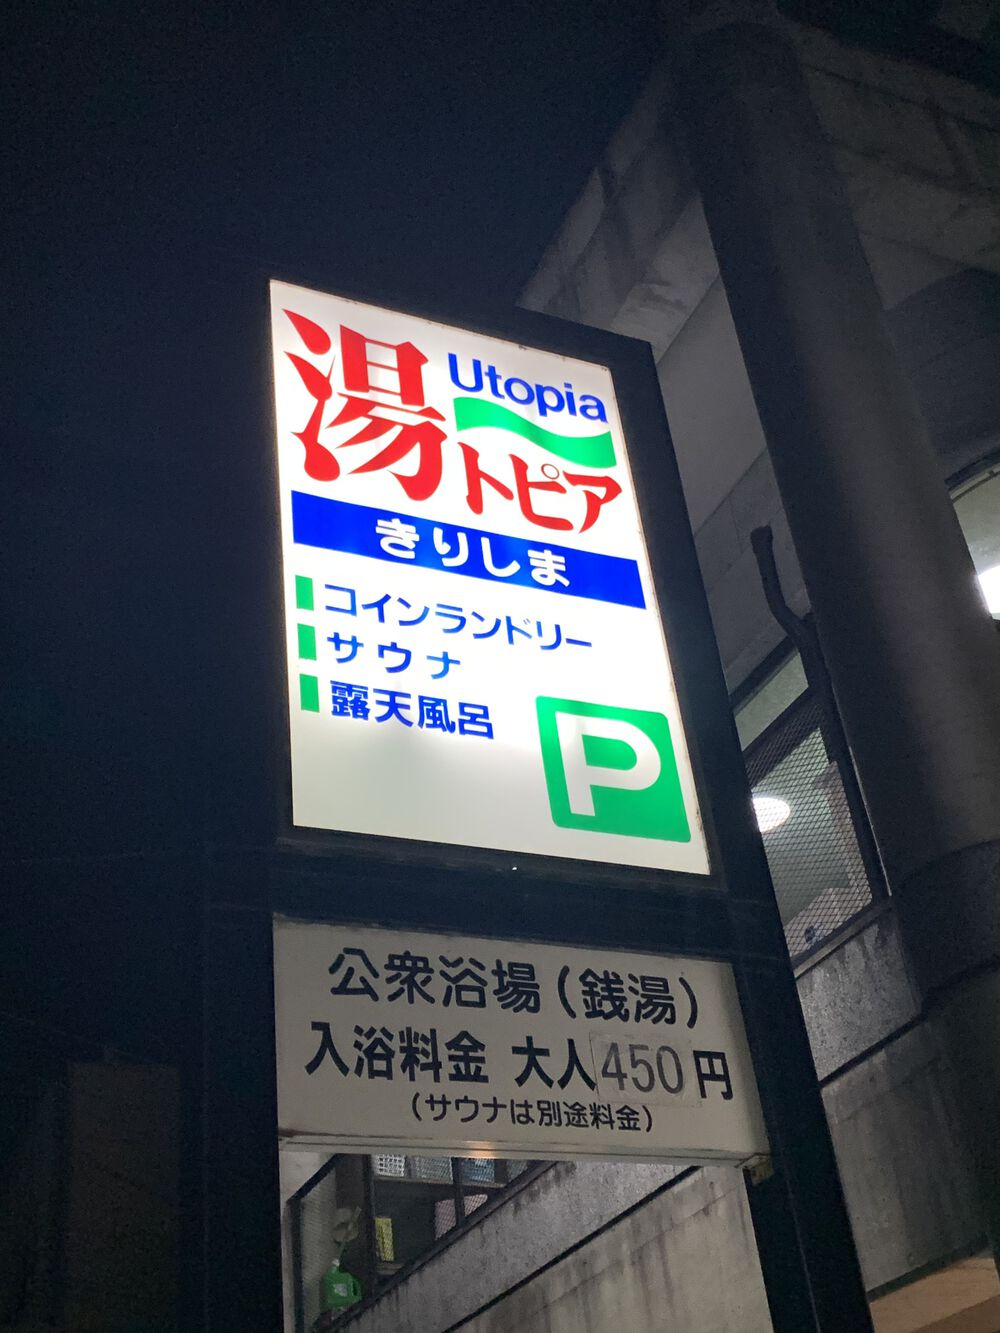 Utopia
湯トピア
きりしま
コインランドリー
サウナ
露天風呂
P
公衆浴場(銭湯)
入浴料金 大人450円
(サウナは別途料金)